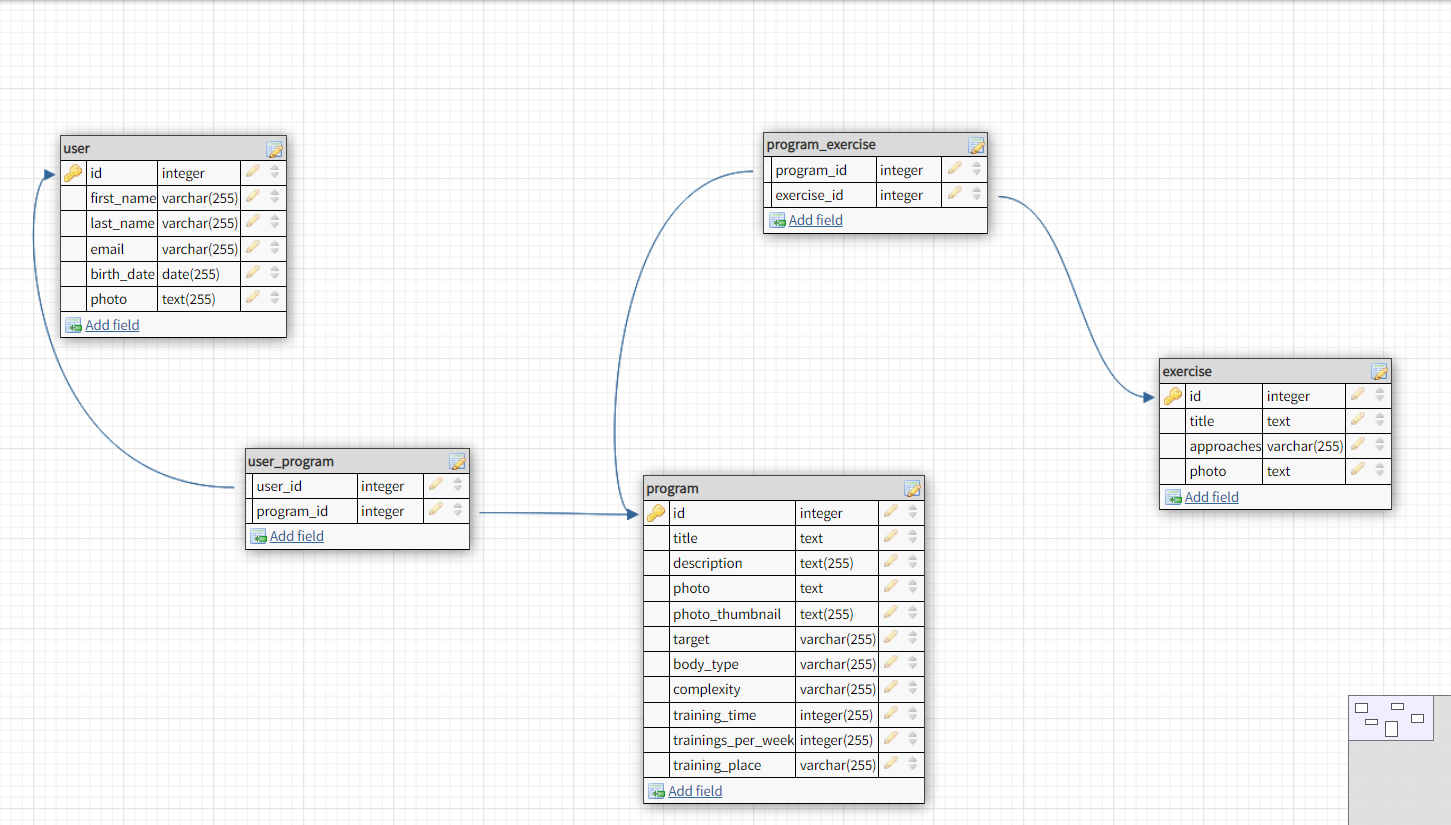 user
id integer
first_name varchar(255)
last_name varchar(255)
email varchar(255)
birth_date date(255)
photo text(255)
Add field
program_exercise
program_id integer
exercise_id integer
Add field
exercise
id integer
title text
approaches varchar(255)
photo text
Add field
user_program
user_id integer
program_id integer
Add field
program
id integer
title text
description text(255)
photo text
photo_thumbnail text(255)
target varchar(255)
body_type varchar(255)
complexity varchar(255)
training_time integer(255)
trainings_per_week integer(255)
training_place varchar(255)
Add field